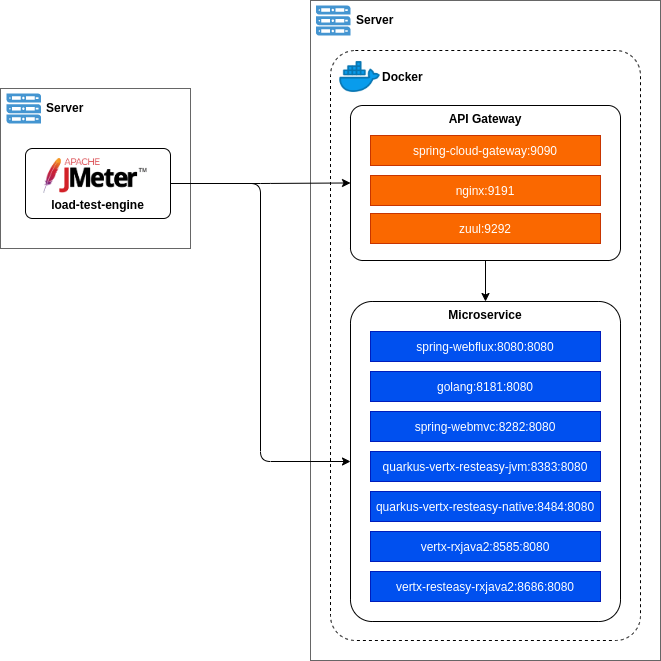 Server
APACHE
JMeter™
load-test-engine
Server
Docker
API Gateway
spring-cloud-gateway:9090
nginx:9191
zuul:9292
Microservice
spring-webflux:8080:8080
golang:8181:8080
spring-webmvc:8282:8080
quarkus-vertx-resteasy-jvm:8383:8080
quarkus-vertx-resteasy-native:8484:8080
vertx-rxjava2:8585:8080
vertx-resteasy-rxjava2:8686:8080